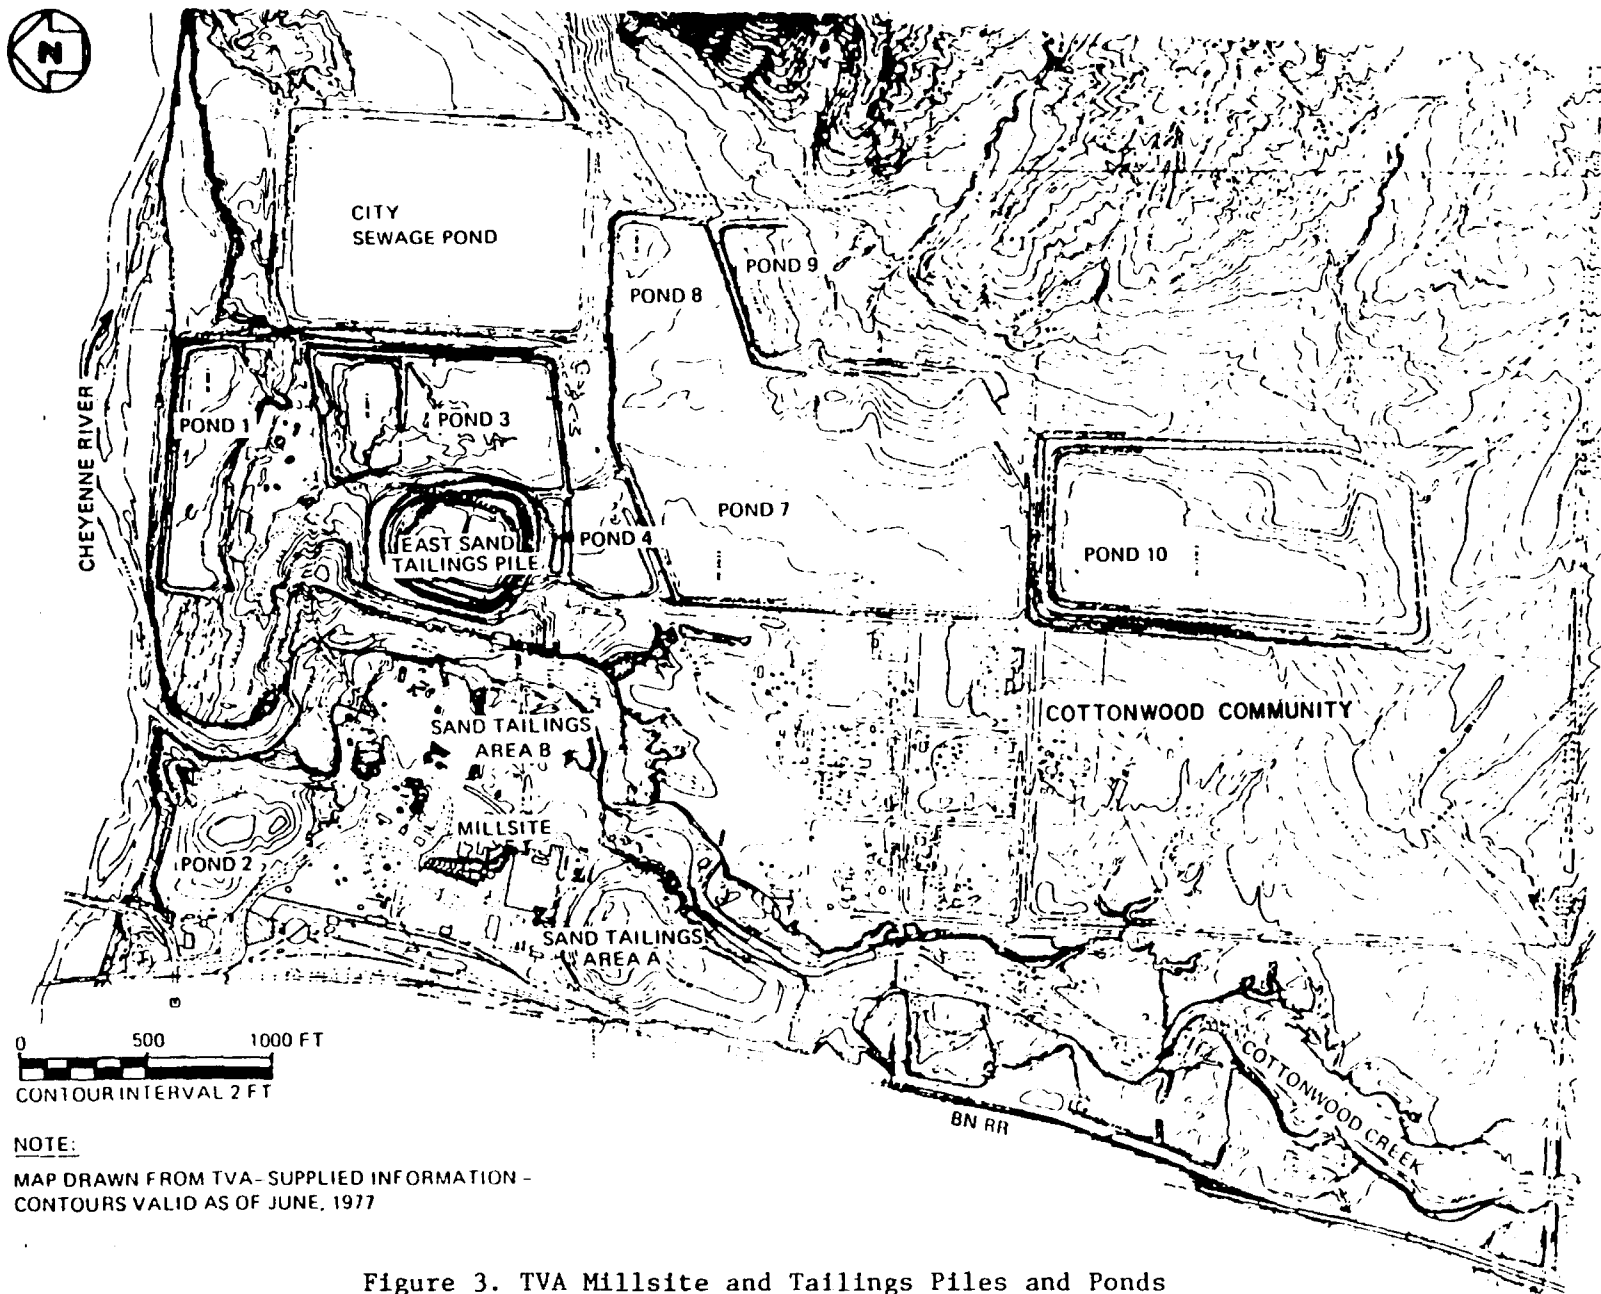 N
CITY
SEWAGE POND
POND 9
POND 8
CHEYENNE RIVER
POND 1
POND 3
POND 7
EAST SAND
TAILINGS PILE
POND 4
POND 10
COTTONWOOD COMMUNITY
SAND TAILINGS
AREA B
MILLSITE
POND 2
SAND TAILINGS
AREA A
0 500 1000 FT
CONTOUR INTERVAL 2 FT
COTTONWOOD CREEK
BN RR
NOTE:
MAP DRAWN FROM TVA-SUPPLIED INFORMATION -
CONTOURS VALID AS OF JUNE, 1977
Figure 3. TVA Millsite and Tailings Piles and Ponds